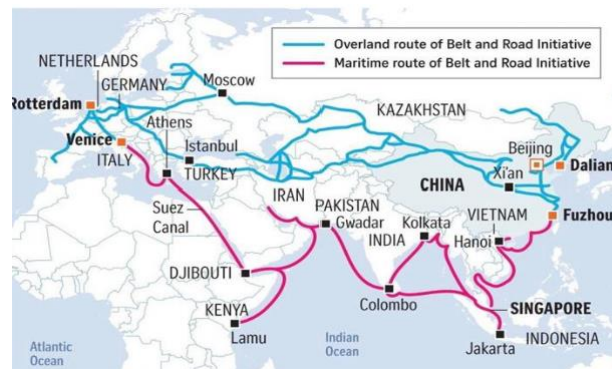 Overland route of Belt and Road Initiative
Maritime route of Belt and Road Initiative
NETHERLANDS
GERMANY
Moscow
Rotterdam
KAZAKHSTAN
Athens
Venice
Istanbul
Beijing
Dalian
ITALY
TURKEY
Xi'an
CHINA
IRAN
PAKISTAN
Fuzhou
Suez
Canal
Gwadar
Kolkata
VIETNAM
INDIA
Hanoi
DJIBOUTI
KENYA
Colombo
SINGAPORE
Lamu
Atlantic
Ocean
Indian
Ocean
Jakarta
INDONESIA